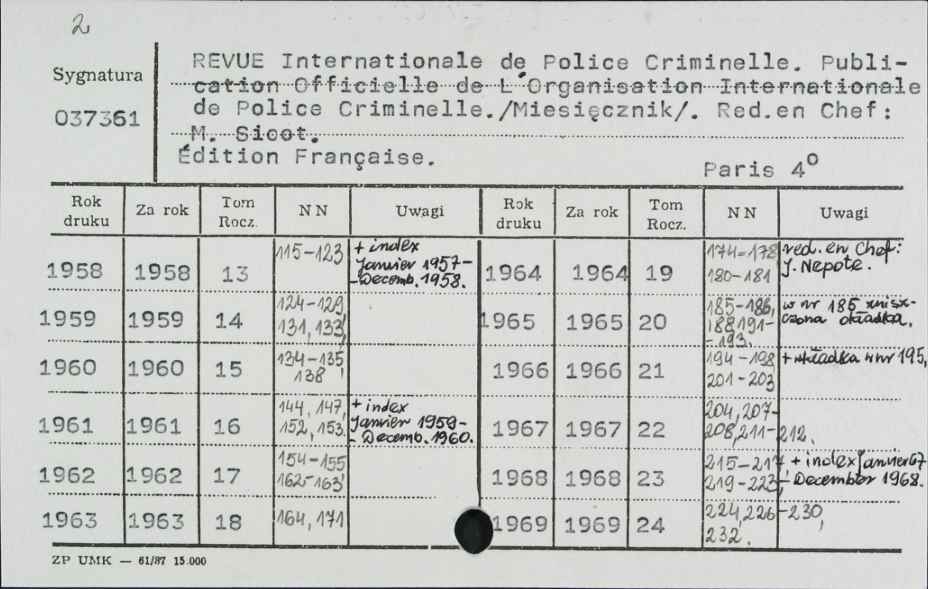 2
Sygnatura
037361
REVUE Internationale de Police Criminelle. Publi-
cation Officielle de L'Organisation Internationale
de Police Criminelle./Miesięcznik/. Red.en Chef:
M. Sicot.
Édition Française.
Paris 4⁰
Rok druku Za rok Tom Rocz. NN Uwagi Rok druku Za rok Tom Rocz. NN Uwagi
1958 1958 13 115-123 + index
Janvier 1957-
-Decemb. 1958.
1964 1964 19 174-178
180-181
red. en Chef:
J. Nepote.
1959 1959 14 124-129,
131, 133,
1965 1965 20 185-186,
188,191-
-193.
w nr 185 znisz-
czona okładka.
1960 1960 15 134-135,
138
1966 1966 21 194-198
201-203
+ okładka w nr 195,
1961 1961 16 144, 147,
152, 153.
+ index
Janvier 1959-
- Decemb. 1960.
1967 1967 22 204, 207-
208, 211-212.
1962 1962 17 154-155
162-163
1968 1968 23 215-217
219-223,
+ index Janvier 67
- December 1968.
1963 1963 18 164, 171
1969 1969 24 224, 226-230,
232.
ZP UMK — 61/87 15.000